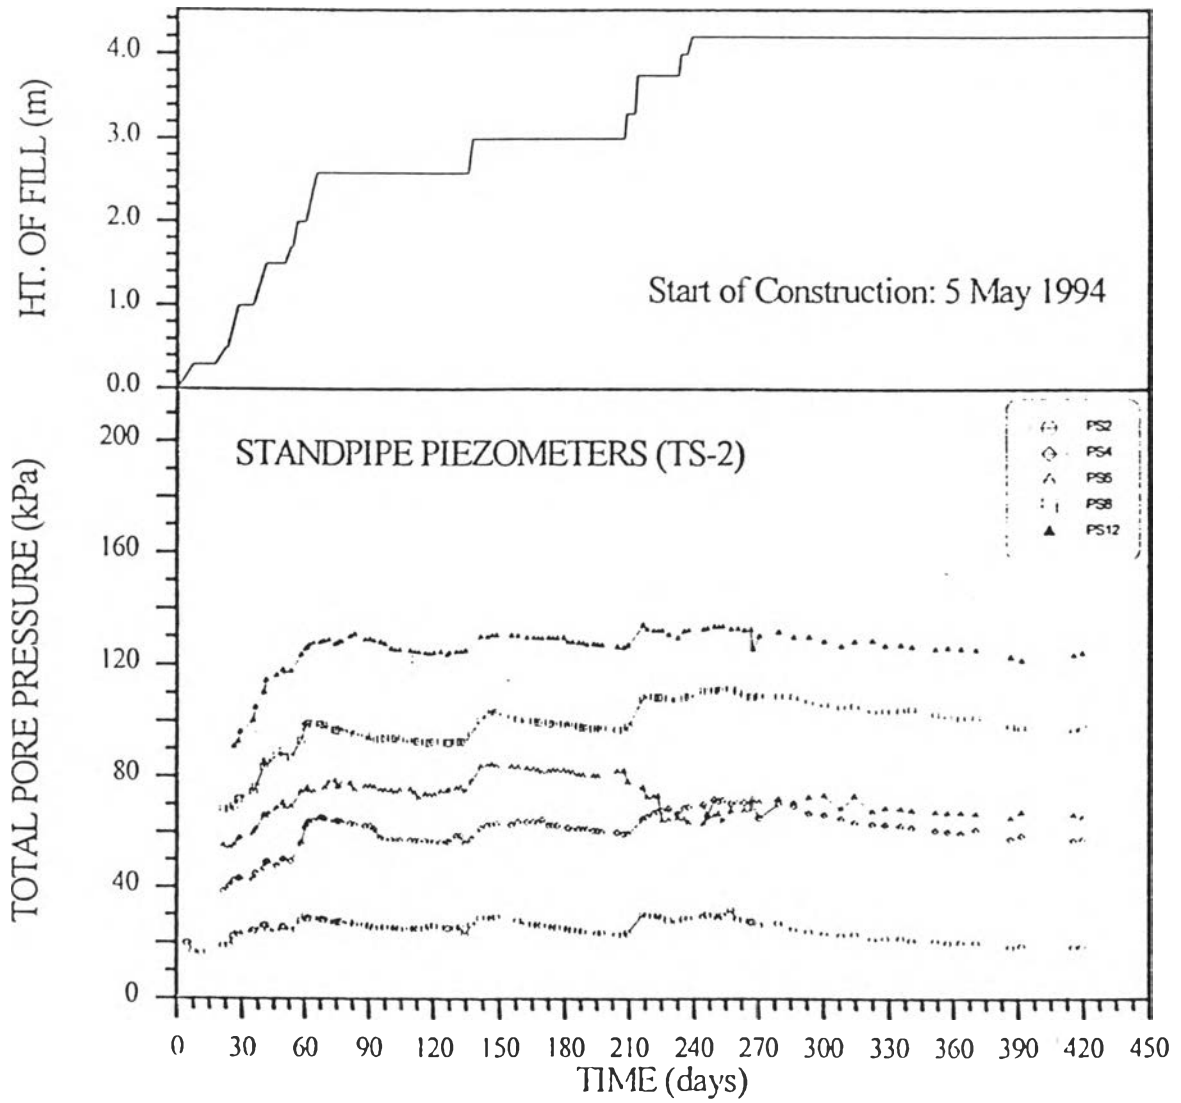 HT. OF FILL (m)
4.0
3.0
2.0
1.0
0.0
Start of Construction: 5 May 1994
TOTAL PORE PRESSURE (kPa)
200
160
120
80
40
0
STANDPIPE PIEZOMETERS (TS-2)
PS2
PS4
PS6
PS8
PS12
0 30 60 90 120 150 180 210 240 270 300 330 360 390 420 450
TIME (days)